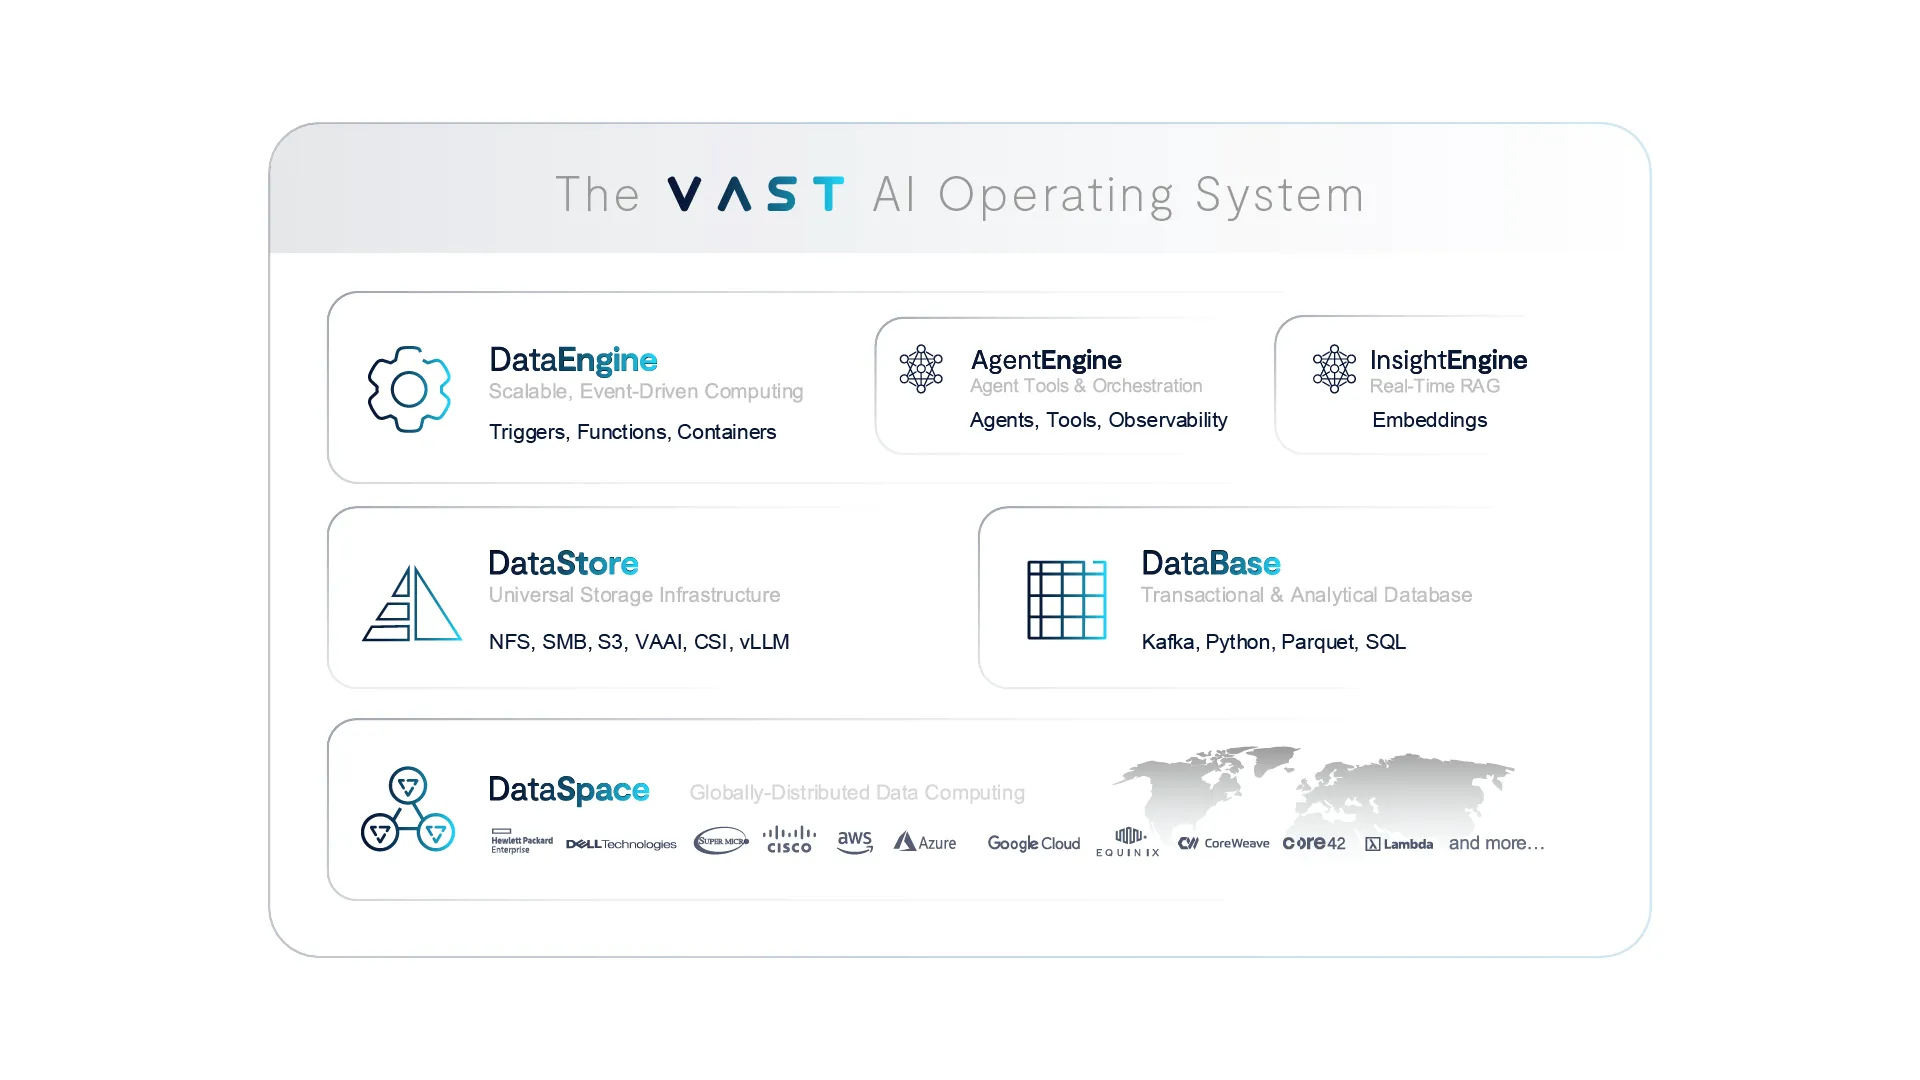 The VAST AI Operating System
DataEngine
Scalable, Event-Driven Computing
Triggers, Functions, Containers
AgentEngine
Agent Tools & Orchestration
Agents, Tools, Observability
InsightEngine
Real-Time RAG
Embeddings
DataStore
Universal Storage Infrastructure
NFS, SMB, S3, VAAI, CSI, vLLM
DataBase
Transactional & Analytical Database
Kafka, Python, Parquet, SQL
DataSpace
Globally-Distributed Data Computing
Hewlett Packard
Enterprise
DELLTechnologies
SUPERMICRO
CISCO
aws
Azure
Google Cloud
EQUINIX
CoreWeave
core42
Lambda
and more...